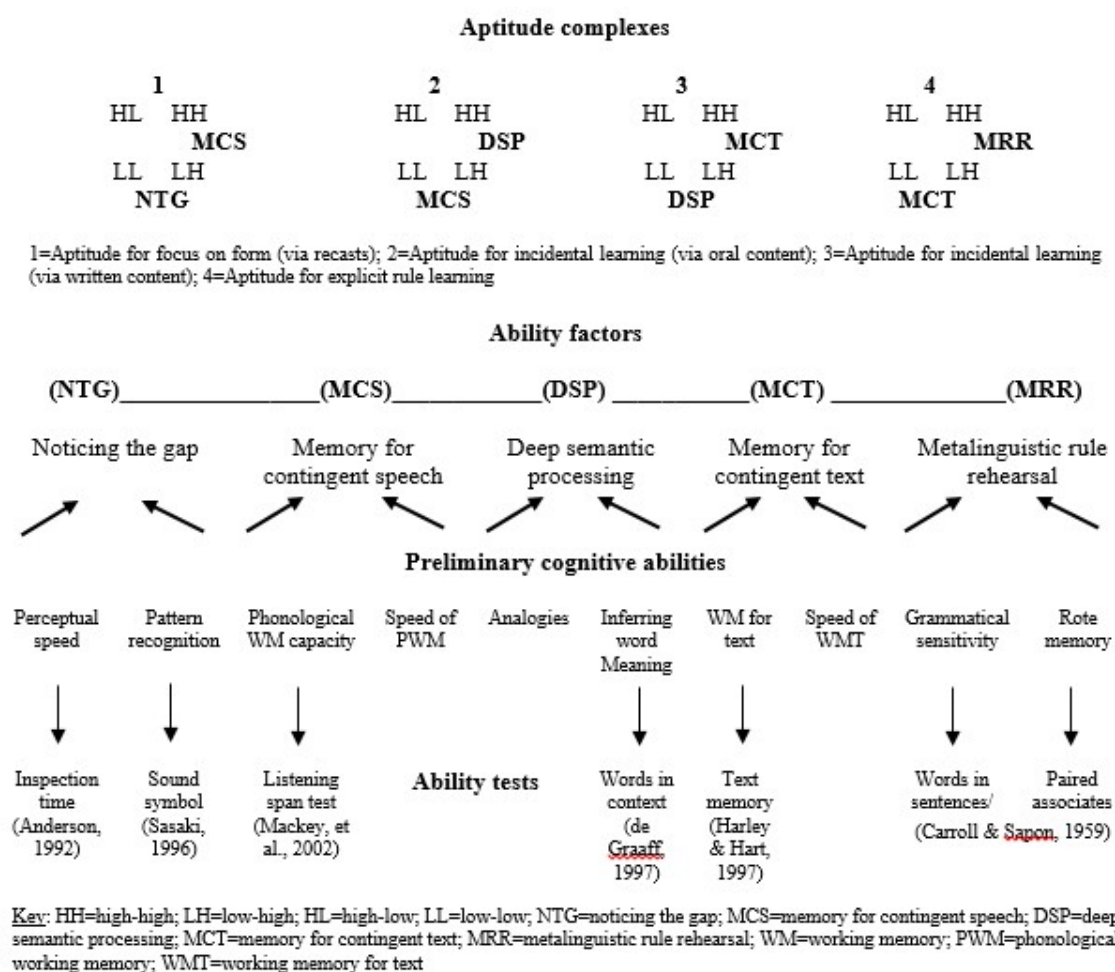 Aptitude complexes
1 2 3 4
HL HH HL HH HL HH HL HH
MCS DSP MCT MRR
LL LH LL LH LL LH LL LH
NTG MCS DSP MCT
1=Aptitude for focus on form (via recasts); 2=Aptitude for incidental learning (via oral content); 3=Aptitude for incidental learning
(via written content); 4=Aptitude for explicit rule learning
Ability factors
(NTG)________________(MCS)____________(DSP) ___________(MCT) ______________(MRR)
Noticing the gap Memory for Deep semantic Memory for Metalinguistic rule
contingent speech processing contingent text rehearsal
Preliminary cognitive abilities
Perceptual Pattern Phonological Speed of Analogies Inferring WM for Speed of Grammatical Rote
speed recognition WM capacity PWM word text WMT sensitivity memory
Meaning
Inspection Sound Listening Ability tests Words in Text Words in Paired
time symbol span test context memory sentences/ associates
(Anderson, (Sasaki, (Mackey, et (de (Harley (Carroll & Sapon, 1959)
1992) 1996) al., 2002) Graaff, & Hart,
1997) 1997)
Key: HH=high-high; LH=low-high; HL=high-low; LL=low-low; NTG=noticing the gap; MCS=memory for contingent speech; DSP=deep
semantic processing; MCT=memory for contingent text; MRR=metalinguistic rule rehearsal; WM=working memory; PWM=phonological
working memory; WMT=working memory for text